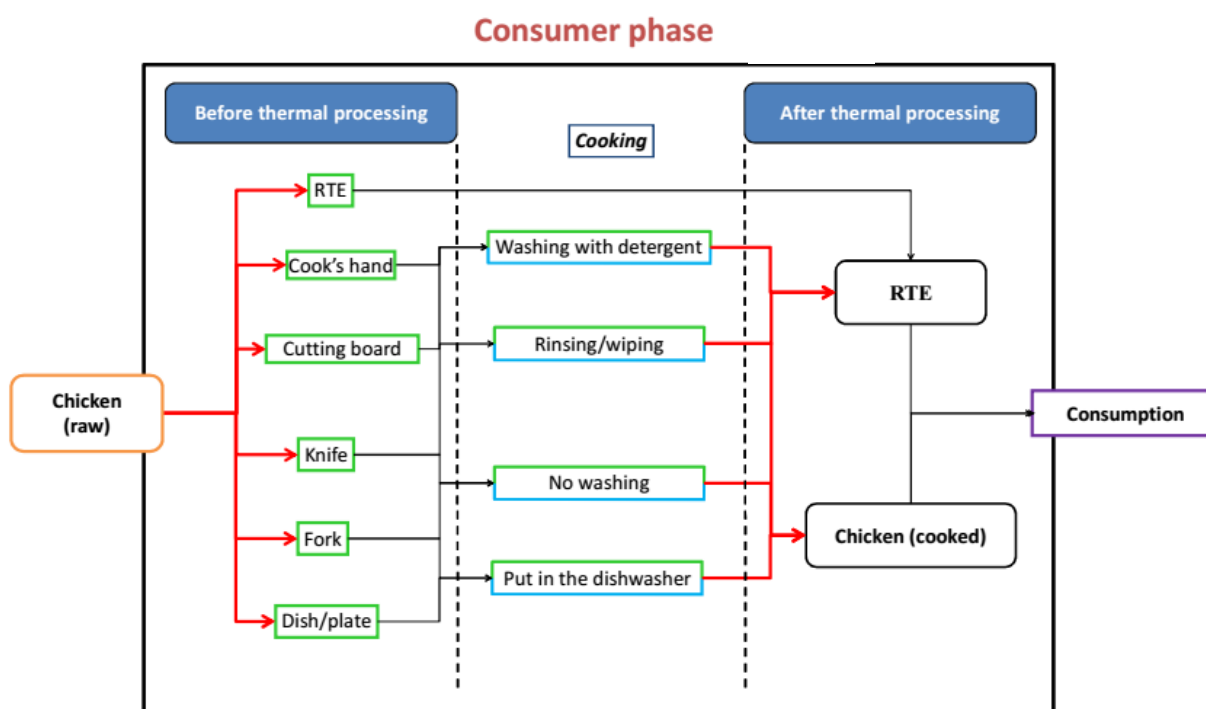 Consumer phase
Before thermal processing
After thermal processing
Cooking
RTE
Cook's hand
Cutting board
Knife
Fork
Dish/plate
Washing with detergent
Rinsing/wiping
No washing
Put in the dishwasher
RTE
Chicken (cooked)
Chicken
(raw)
Consumption